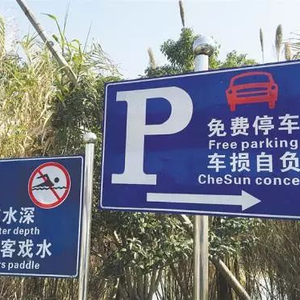 P
免费停车
Free parking
车损自负
CheSun conce
水深
ter depth
客戏水
rs paddle